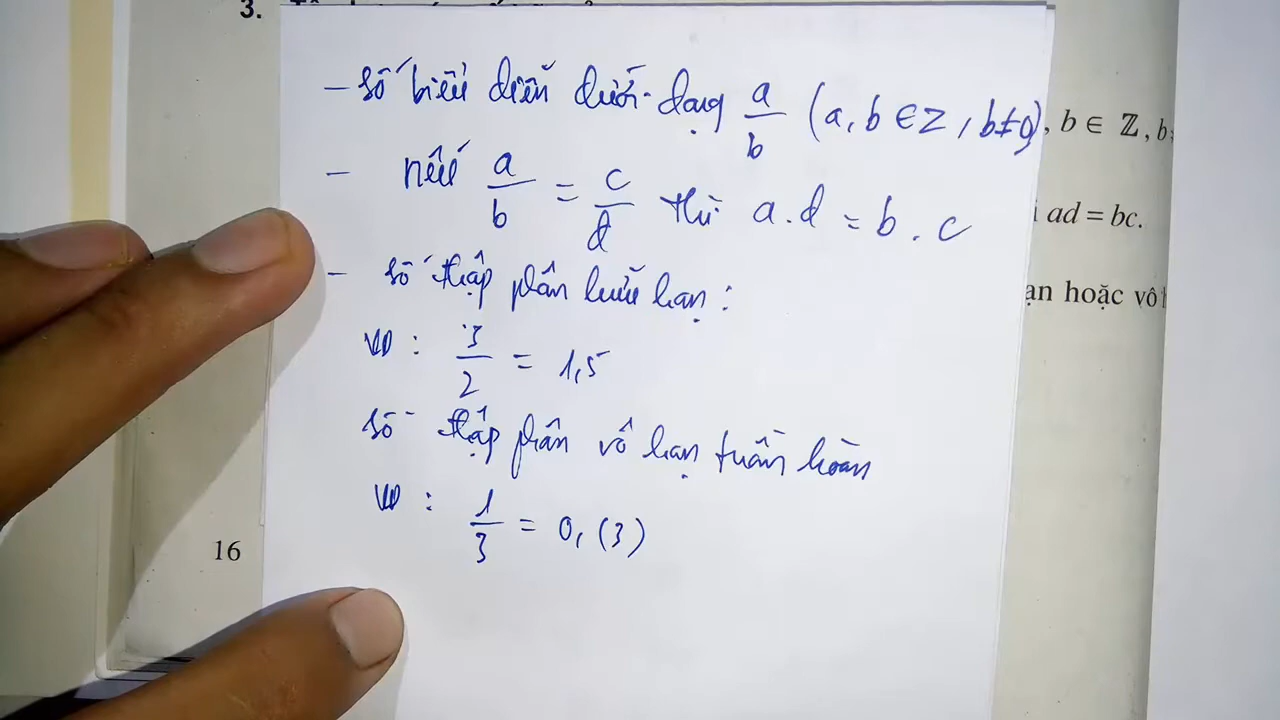 3.
- số biểu diễn dưới dạng a/b (a, b ∈ Z, b ≠ 0)
, b ∈ ℤ, b
- nếu a/b = c/d thì a.d = b.c
ad = bc.
- số thập phân hữu hạn:
ạn hoặc vô h
VD: 3/2 = 1,5
số thập phân vô hạn tuần hoàn
VD: 1/3 = 0,(3)
16